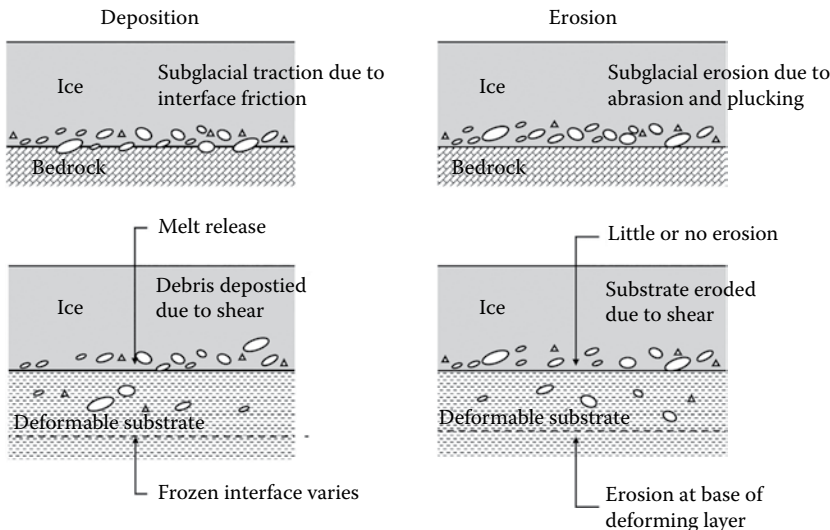 Deposition
Ice
Subglacial traction due to
interface friction
Bedrock
Erosion
Ice
Subglacial erosion due to
abrasion and plucking
Bedrock
Melt release
Ice
Debris depostied
due to shear
Deformable substrate
Frozen interface varies
Little or no erosion
Ice
Substrate eroded
due to shear
Deformable substrate
Erosion at base of
deforming layer